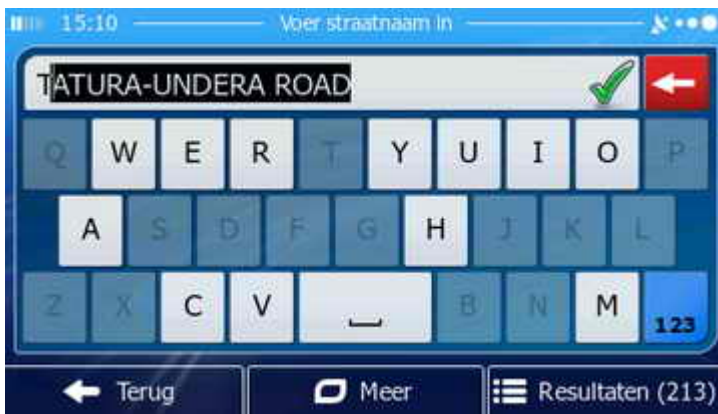 15:10 Voer straatnaam in
TATURA-UNDERA ROAD
Q W E R T Y U I O P
A S D F G H J K L
Z X C V B N M 123
Terug Meer Resultaten (213)